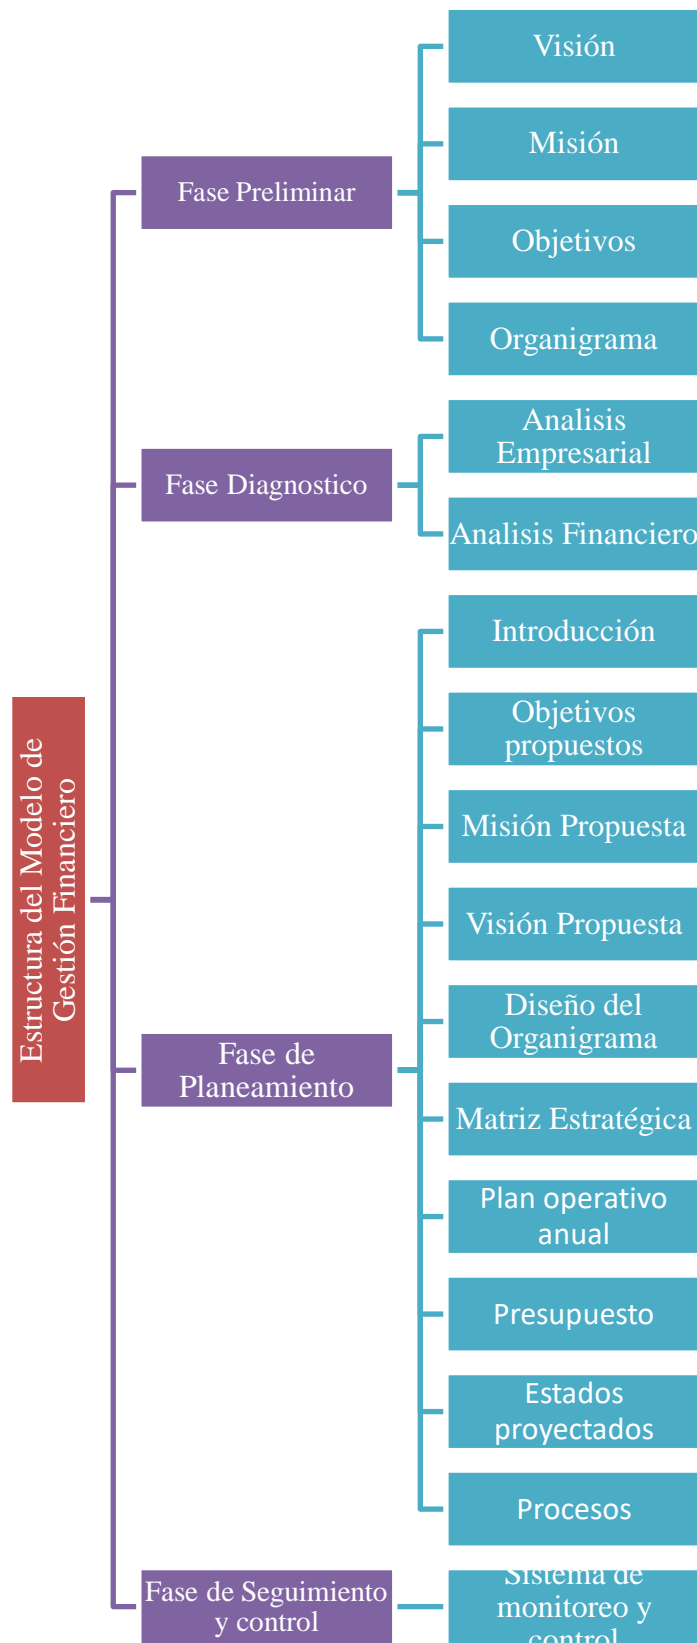 Estructura del Modelo de
Gestión Financiero
Fase Preliminar
Visión
Misión
Objetivos
Organigrama
Fase Diagnostico
Analisis
Empresarial
Analisis Financiero
Fase de
Planeamiento
Introducción
Objetivos
propuestos
Misión Propuesta
Visión Propuesta
Diseño del
Organigrama
Matriz Estratégica
Plan operativo
anual
Presupuesto
Estados
proyectados
Procesos
Fase de Seguimiento
y control
Sistema de
monitoreo y
control